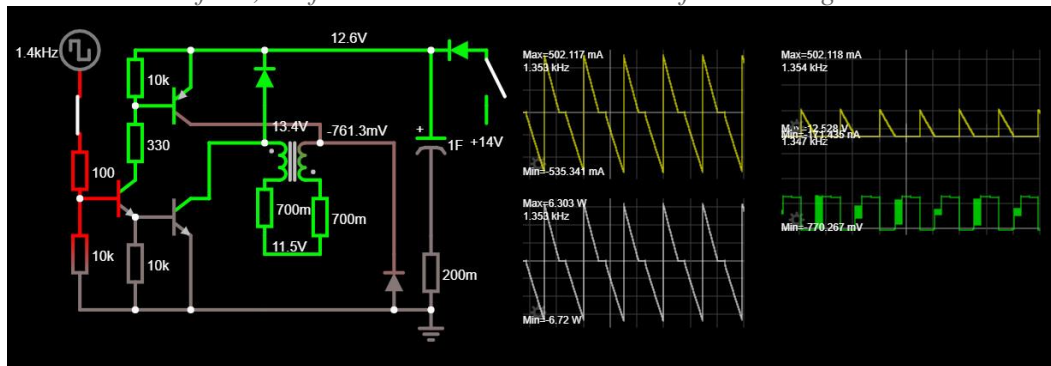 12.6V
1.4kHz
10k
330
100
13.4V
-761.3mV
+
1F
+14V
700m
700m
10k
10k
11.5V
200m
Max=502.117 mA
1.353 kHz
Min=-535.341 mA
Max=6.303 W
1.353 kHz
Min=-6.72 W
Max=502.118 mA
1.354 kHz
1.347 kHz
Min=-770.267 mV